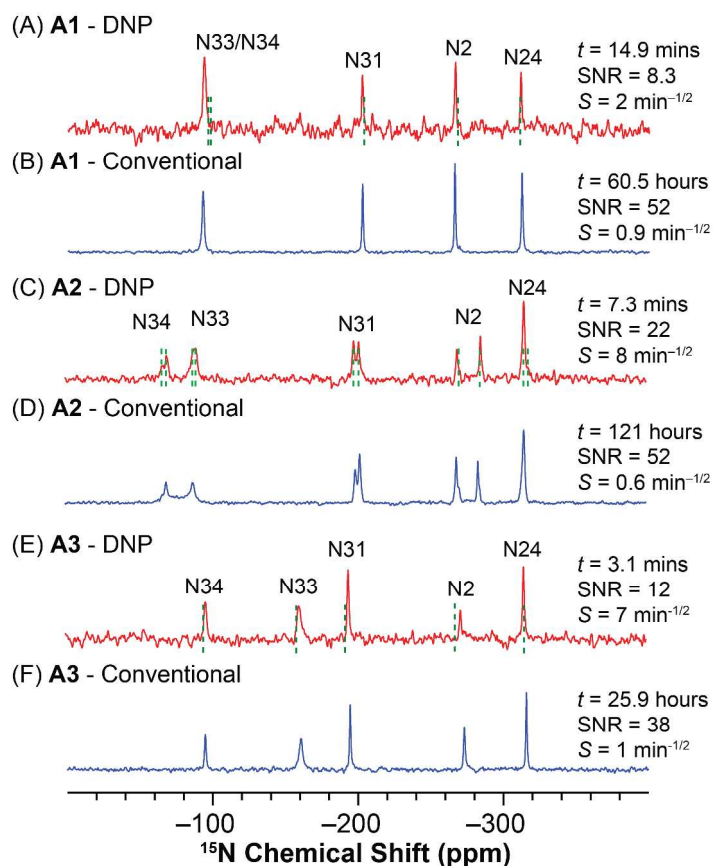 (A) A1 - DNP
N33/N34
N31
N2
N24
t = 14.9 mins
SNR = 8.3
S = 2 min⁻¹/²
(B) A1 - Conventional
t = 60.5 hours
SNR = 52
S = 0.9 min⁻¹/²
(C) A2 - DNP
N34
N33
N31
N2
N24
t = 7.3 mins
SNR = 22
S = 8 min⁻¹/²
(D) A2 - Conventional
t = 121 hours
SNR = 52
S = 0.6 min⁻¹/²
(E) A3 - DNP
N34
N33
N31
N2
N24
t = 3.1 mins
SNR = 12
S = 7 min⁻¹/²
(F) A3 - Conventional
t = 25.9 hours
SNR = 38
S = 1 min⁻¹/²
–100 –200 –300
¹⁵N Chemical Shift (ppm)